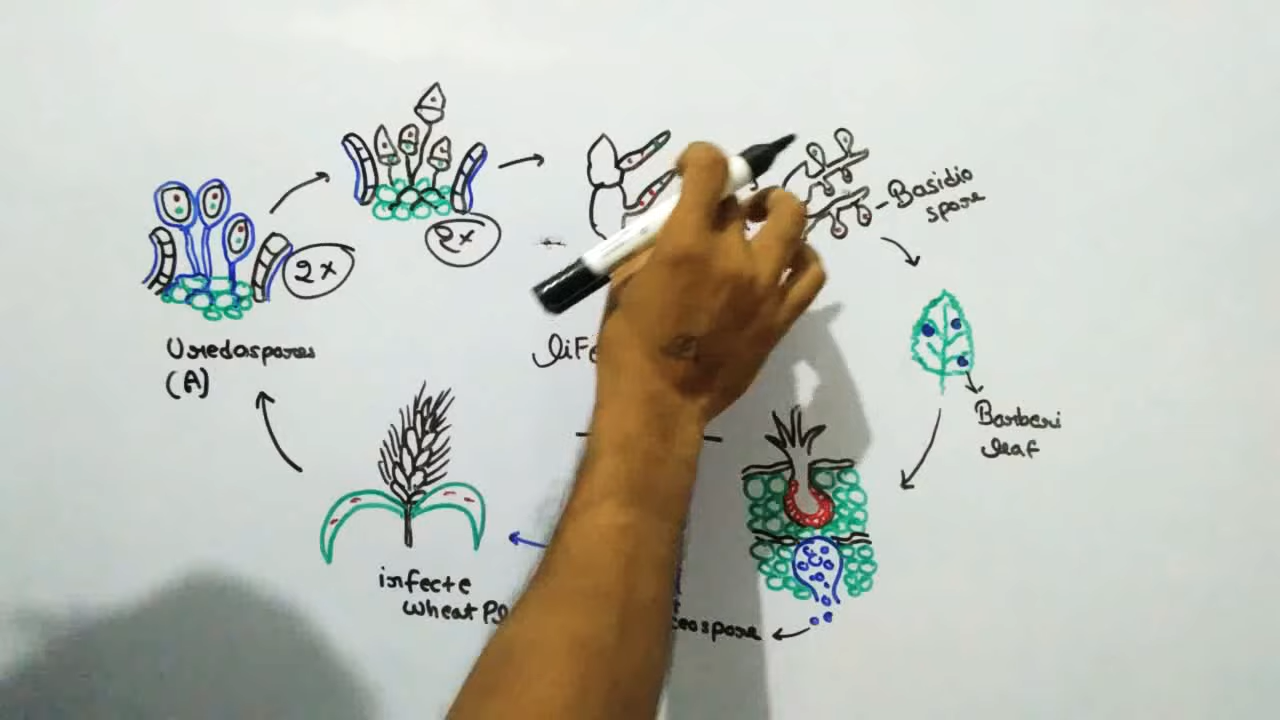 2x
2x
Basidio
spore
Uredospores
(A)
Barberi
leaf
infecte
wheat